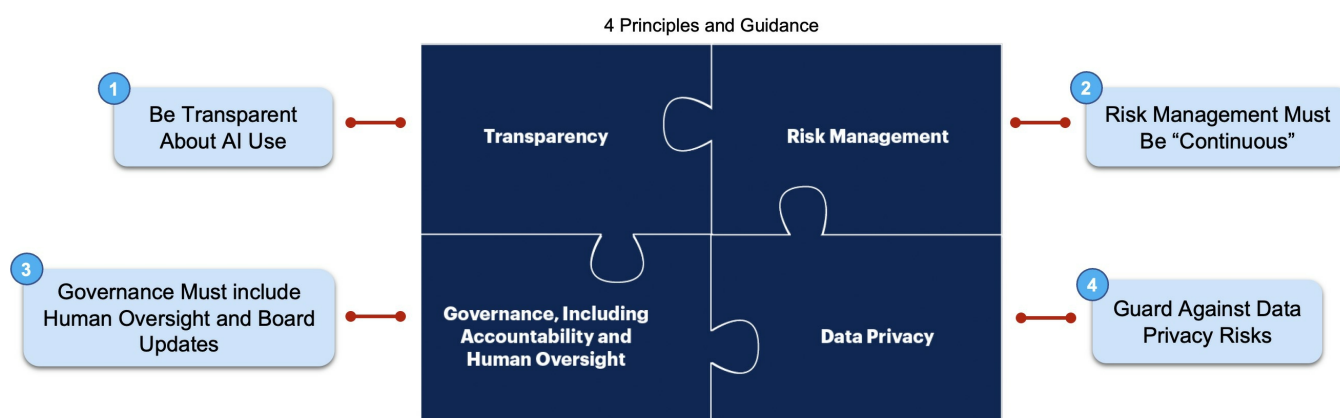 4 Principles and Guidance
1
Be Transparent
About AI Use
Transparency
Risk Management
2
Risk Management Must
Be “Continuous”
3
Governance Must include
Human Oversight and Board
Updates
Governance, Including
Accountability and
Human Oversight
Data Privacy
4
Guard Against Data
Privacy Risks